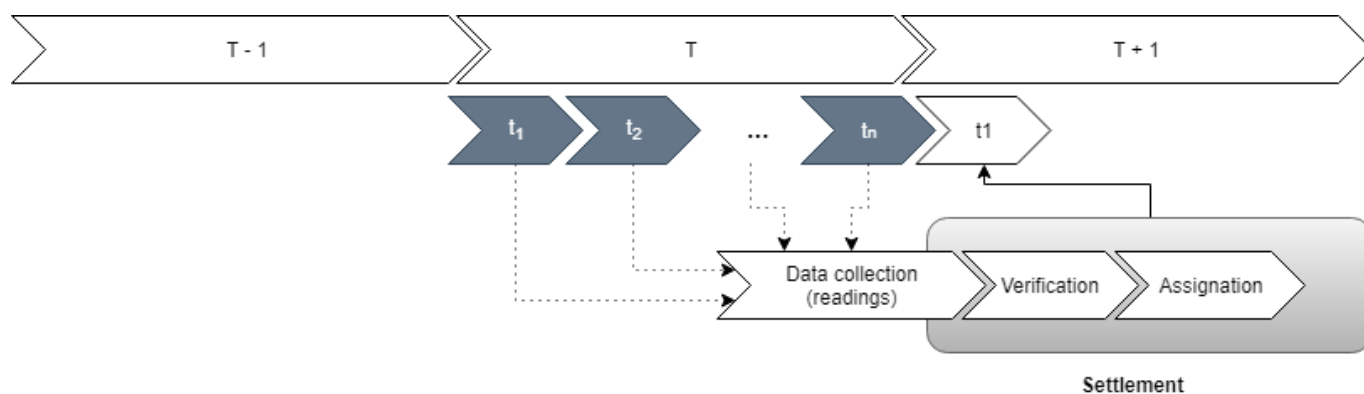 T - 1
T
T + 1
t₁
t₂
...
tₙ
t1
Data collection
(readings)
Verification
Assignation
Settlement